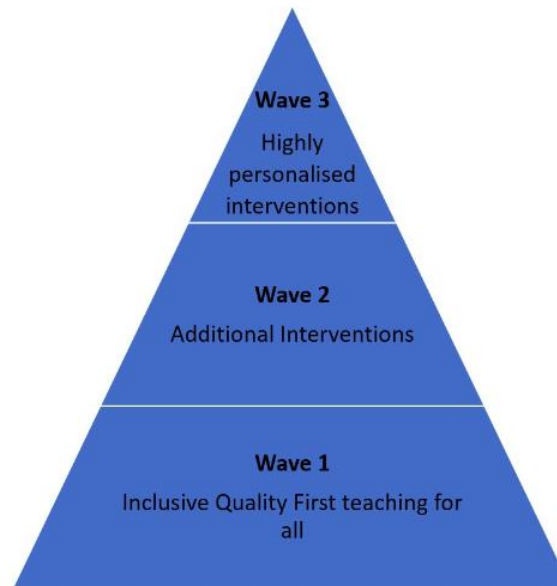 Wave 3
Highly
personalised
interventions
Wave 2
Additional Interventions
Wave 1
Inclusive Quality First teaching for
all